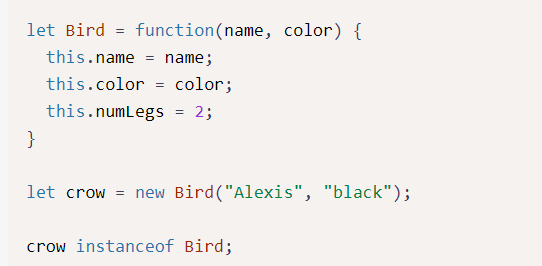 let Bird = function(name, color) {
  this.name = name;
  this.color = color;
  this.numLegs = 2;
}
let crow = new Bird("Alexis", "black");
crow instanceof Bird;